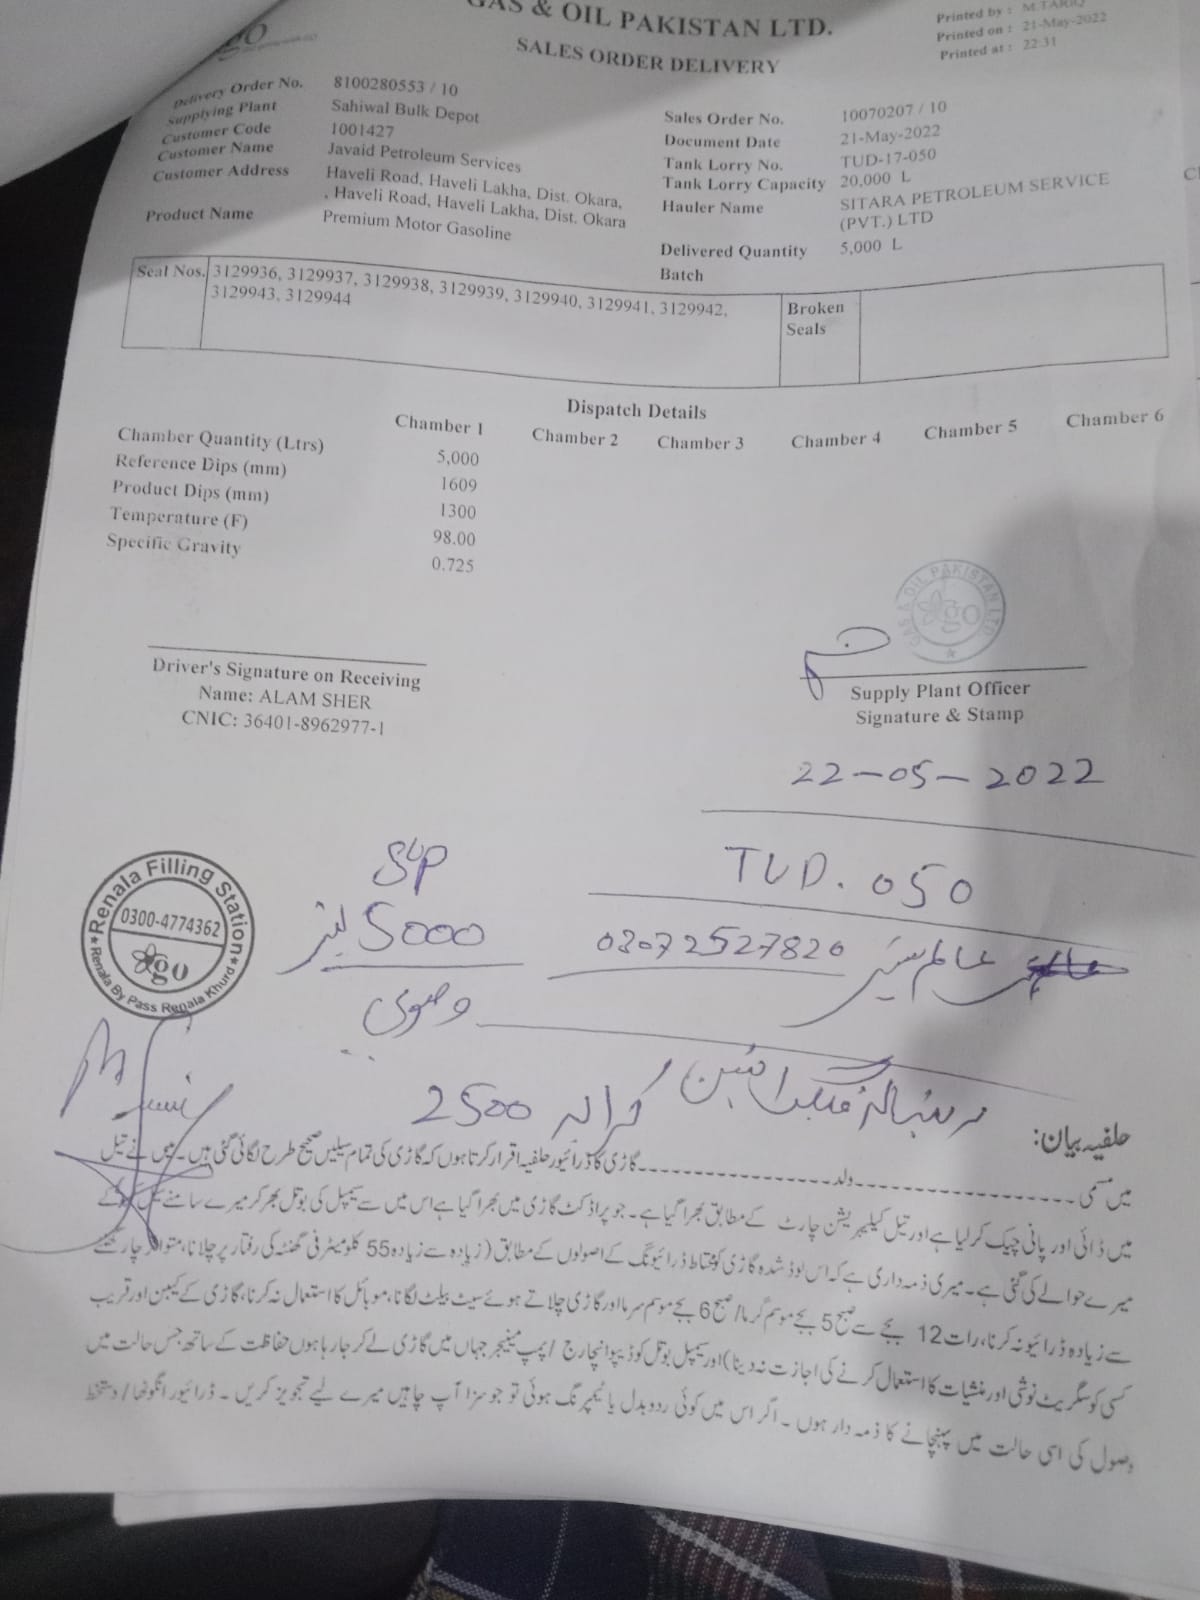 GAS & OIL PAKISTAN LTD.
SALES ORDER DELIVERY
Printed by : M.TARIQ
Printed on : 21-May-2022
Printed at : 22:31
go
Delivery Order No. 8100280553 / 10
Supplying Plant Sahiwal Bulk Depot
Customer Code 1001427
Customer Name Javaid Petroleum Services
Customer Address Haveli Road, Haveli Lakha, Dist. Okara,
, Haveli Road, Haveli Lakha, Dist. Okara
Product Name Premium Motor Gasoline
Sales Order No. 10070207 / 10
Document Date 21-May-2022
Tank Lorry No. TUD-17-050
Tank Lorry Capacity 20,000 L
Hauler Name SITARA PETROLEUM SERVICE
(PVT.) LTD
Delivered Quantity 5,000 L
Batch
Seal Nos. 3129936, 3129937, 3129938, 3129939, 3129940, 3129941, 3129942,
3129943, 3129944
Broken
Seals
Dispatch Details
Chamber 1 Chamber 2 Chamber 3 Chamber 4 Chamber 5 Chamber 6
Chamber Quantity (Ltrs) 5,000
Reference Dips (mm) 1609
Product Dips (mm) 1300
Temperature (F) 98.00
Specific Gravity 0.725
GAS & OIL PAKISTAN LTD
go
Driver's Signature on Receiving
Name: ALAM SHER
CNIC: 36401-8962977-1
Supply Plant Officer
Signature & Stamp
22-05-2022
TUD. 050
SUP
5000 لیٹر
وصولی
عالم شیر 03072527820
Renala Filling Station
0300-4774362
go
Renala By Pass Renala Khurd
کرایہ 2500
حلفیہ بیان:
میں مسمی ولد گاڑی کا ڈرائیور حلفیہ اقرار کرتا ہوں کہ گاڑی کی تمام سیلیں صحیح طرح لگائی گئی ہیں۔ میں نے تیل
میں ڈائی اور پانی چیک کر لیا ہے اور تیل کیلیبریشن چارٹ کے مطابق بھرا گیا ہے۔ جو پراڈکٹ گاڑی میں بھرا گیا ہے اس میں سے سیمپل کی بوتل بھر کر میرے سامنے سیل کر کے
میرے حوالے کی گئی ہے۔ میری ذمہ داری ہے کہ اس لوڈ شدہ گاڑی کو محتاط ڈرائیونگ کے اصولوں کے مطابق (زیادہ سے زیادہ 55 کلومیٹر فی گھنٹہ کی رفتار پر چلانا، متواتر چار گھنٹے
سے زیادہ ڈرائیو نہ کرنا، رات 12 بجے سے صبح 5 بجے موسم گرما/صبح 6 بجے موسم سرما اور گاڑی چلاتے ہوئے سیٹ بیلٹ لگانا، موبائل کا استعمال نہ کرنا، گاڑی کے کیبن اور قریب
کسی کو سگریٹ نوشی اور منشیات کا استعمال کرنے کی اجازت نہ دینا) اور سیمپل بوتل کو ڈیپو انچارج / پمپ مینیجر جہاں میں گاڑی لے کر جا رہا ہوں حفاظت کے ساتھ جس حالت میں
وصول کی اسی حالت میں پہنچانے کا ذمہ دار ہوں۔ اگر اس میں کوئی ردوبدل یا ٹیمپرنگ ہوئی تو جو سزا آپ چاہیں میرے لیے تجویز کریں۔ ڈرائیور انگوٹھا / دستخط